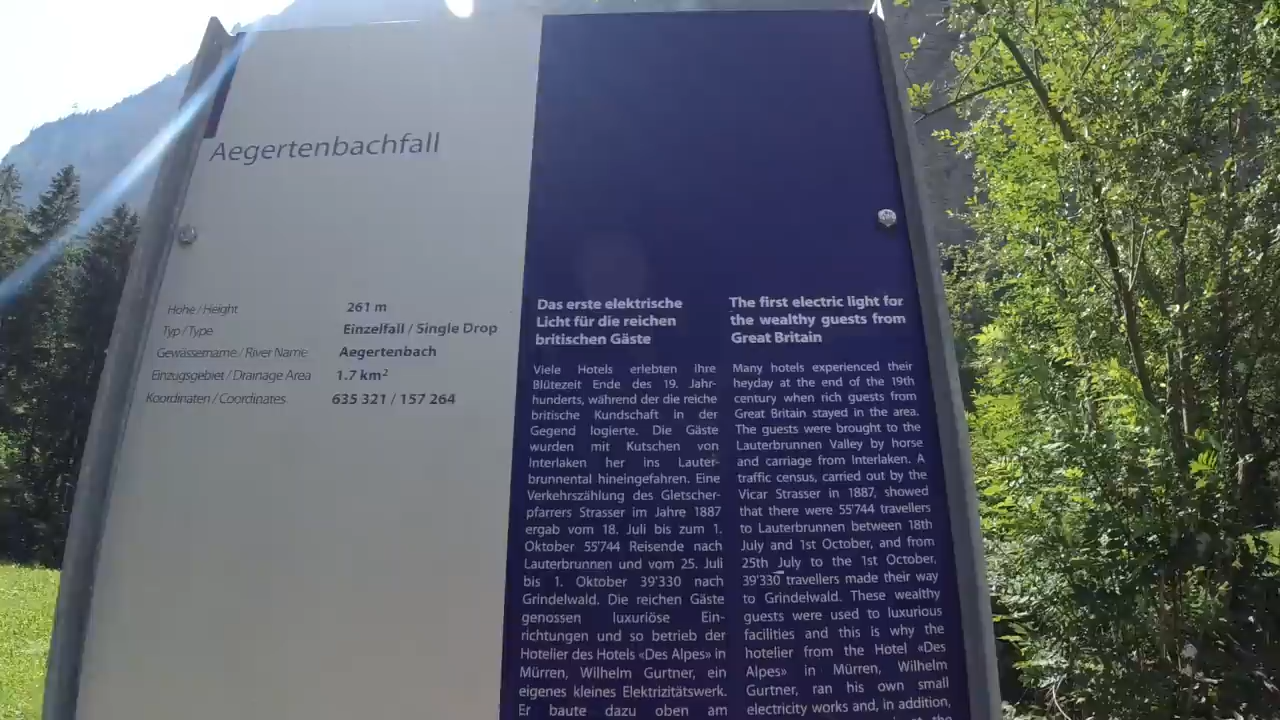 Aegertenbachfall
Höhe / Height 261 m
Typ / Type Einzelfall / Single Drop
Gewässername / River Name Aegertenbach
Einzugsgebiet / Drainage Area 1.7 km²
Koordinaten / Coordinates 635 321 / 157 264
Das erste elektrische
Licht für die reichen
britischen Gäste
Viele Hotels erlebten ihre
Blütezeit Ende des 19. Jahr-
hunderts, während der die reiche
britische Kundschaft in der
Gegend logierte. Die Gäste
wurden mit Kutschen von
Interlaken her ins Lauter-
brunnental hineingefahren. Eine
Verkehrszählung des Gletscher-
pfarrers Strasser im Jahre 1887
ergab vom 18. Juli bis zum 1.
Oktober 55'744 Reisende nach
Lauterbrunnen und vom 25. Juli
bis 1. Oktober 39'330 nach
Grindelwald. Die reichen Gäste
genossen luxuriöse Ein-
richtungen und so betrieb der
Hotelier des Hotels «Des Alpes» in
Mürren, Wilhelm Gurtner, ein
eigenes kleines Elektrizitätswerk.
Er baute dazu oben am
The first electric light for
the wealthy guests from
Great Britain
Many hotels experienced their
heyday at the end of the 19th
century when rich guests from
Great Britain stayed in the area.
The guests were brought to the
Lauterbrunnen Valley by horse
and carriage from Interlaken. A
traffic census, carried out by the
Vicar Strasser in 1887, showed
that there were 55'744 travellers
to Lauterbrunnen between 18th
July and 1st October, and from
25th July to the 1st October,
39'330 travellers made their way
to Grindelwald. These wealthy
guests were used to luxurious
facilities and this is why the
hotelier from the Hotel «Des
Alpes» in Mürren, Wilhelm
Gurtner, ran his own small
electricity works and, in addition,